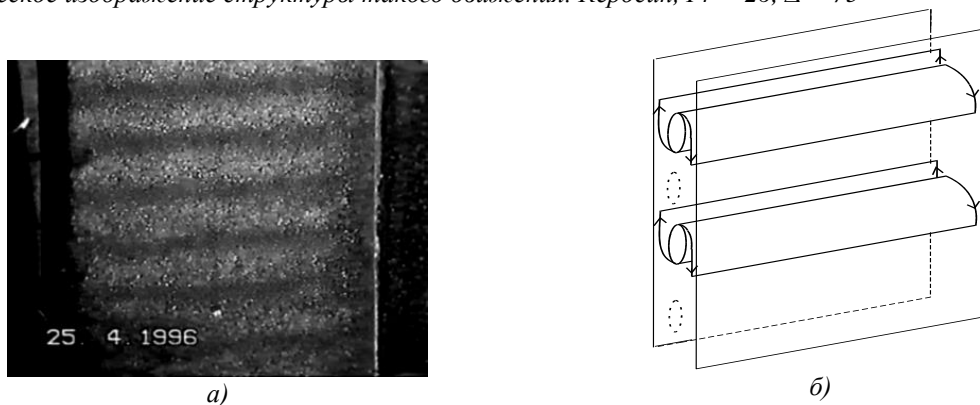 изображение структуры такого движения. Керосин,
25. 4.1996
а)
б)